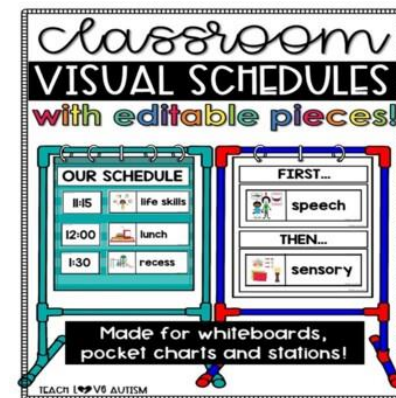 classroom
VISUAL SCHEDULES
with editable pieces!
OUR SCHEDULE
11:15 life skills
12:00 lunch
1:30 recess
FIRST...
speech
THEN...
sensory
Made for whiteboards,
pocket charts and stations!
TEACH LOVE AUTISM